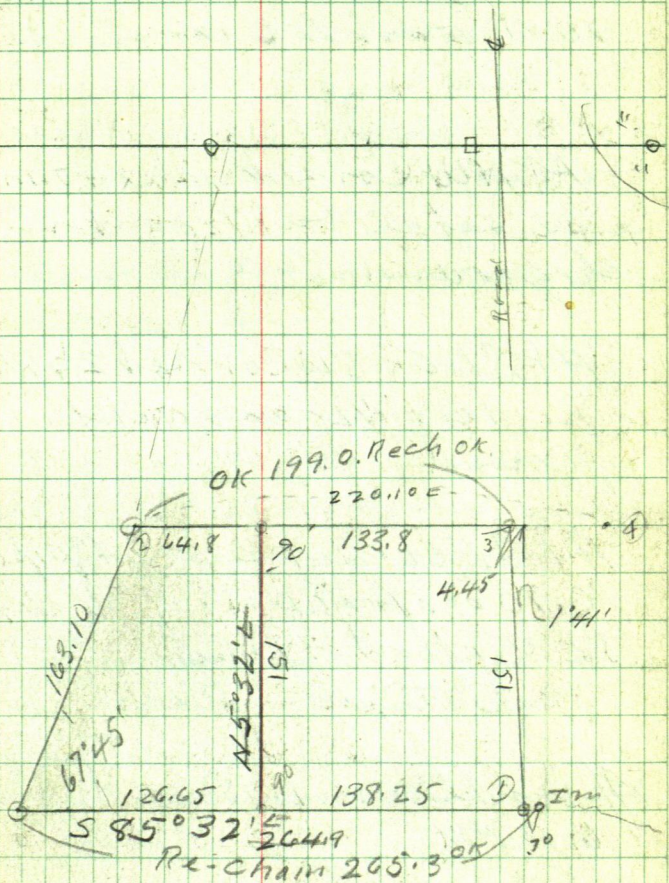 Road
OK 199.0. Rech OK.
220.10 E
2 64.8 90 133.8 3 4
4.45
1°41'
163.10
N 5°32' E
151
151
67°45'
90
126.65 138.25 1
S 85°32' E
264.9
Re-Chain 265.3 OK